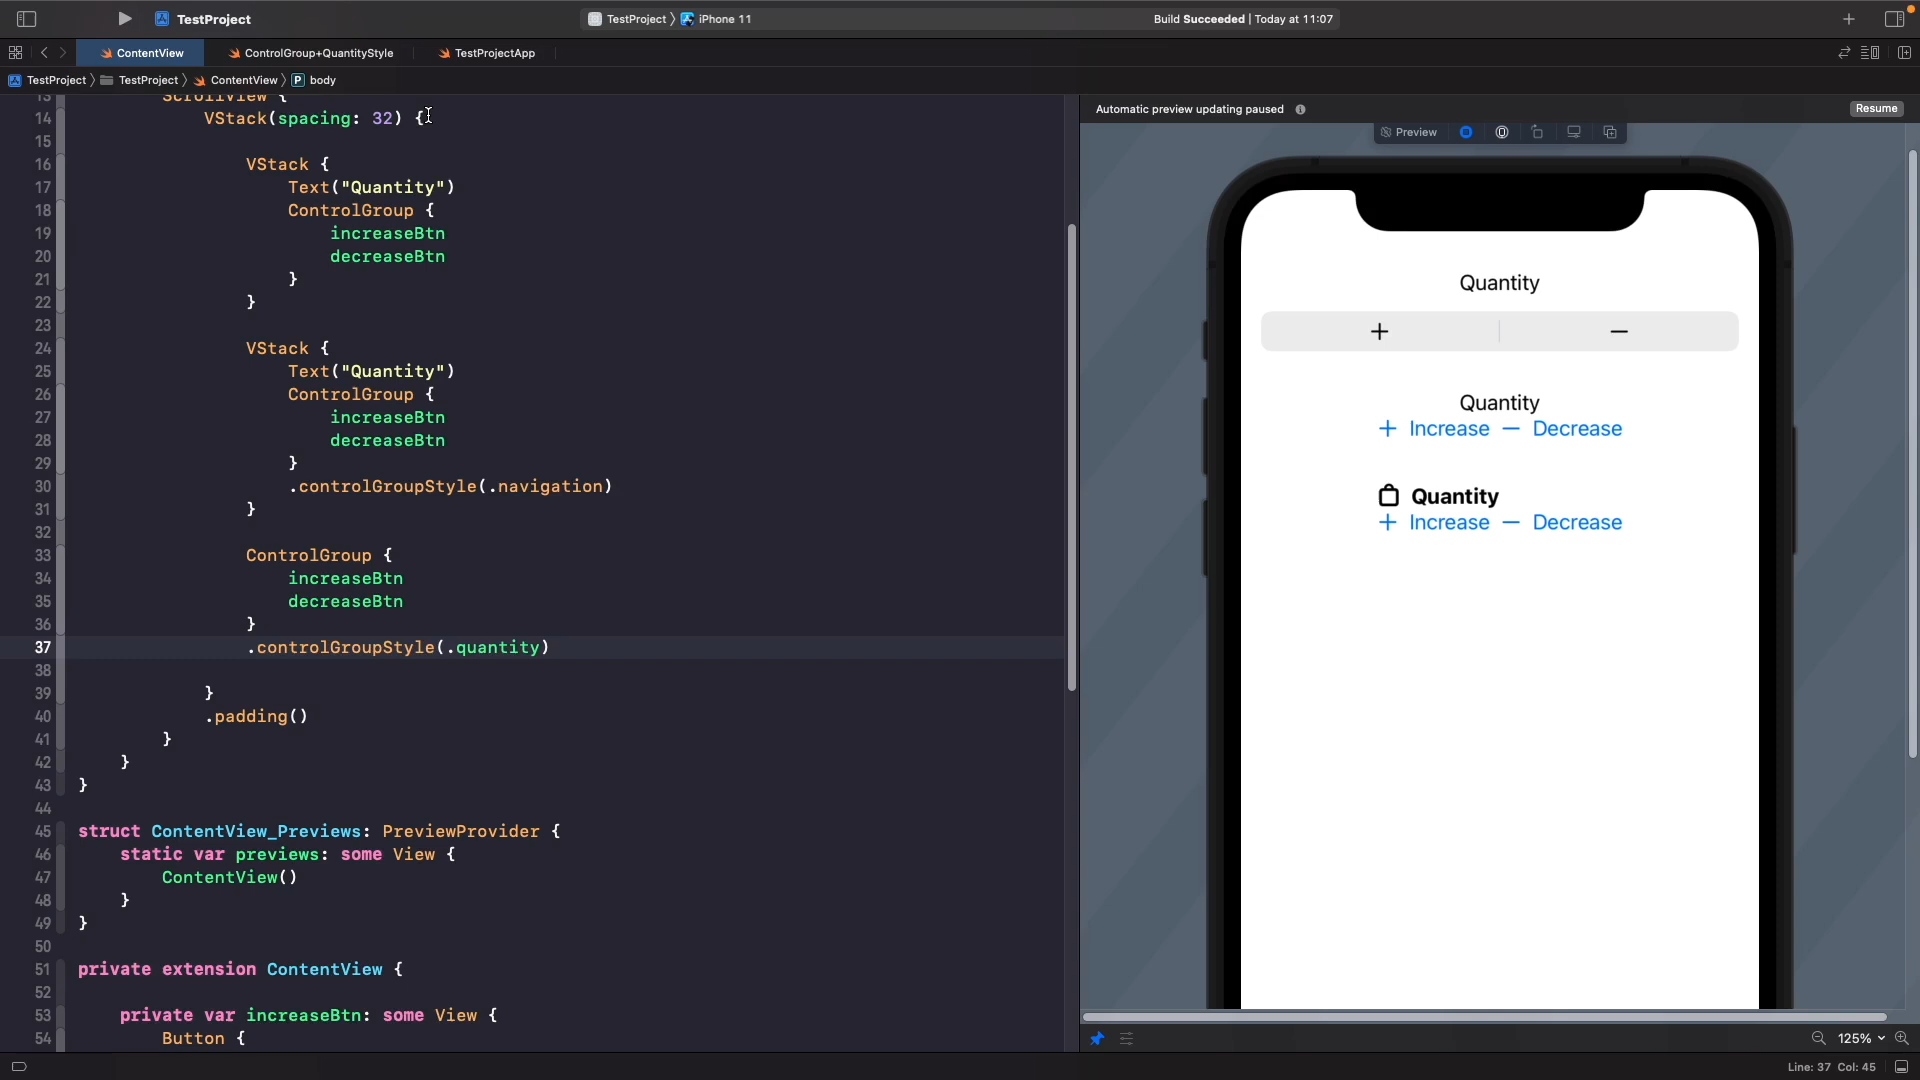 TestProject
TestProject 〉 iPhone 11
Build Succeeded | Today at 11:07
ContentView
ControlGroup+QuantityStyle
TestProjectApp
TestProject 〉 TestProject 〉 ContentView 〉 P body
13 ScrollView {
14 VStack(spacing: 32) {
15
16 VStack {
17 Text("Quantity")
18 ControlGroup {
19 increaseBtn
20 decreaseBtn
21 }
22 }
23
24 VStack {
25 Text("Quantity")
26 ControlGroup {
27 increaseBtn
28 decreaseBtn
29 }
30 .controlGroupStyle(.navigation)
31 }
32
33 ControlGroup {
34 increaseBtn
35 decreaseBtn
36 }
37 .controlGroupStyle(.quantity)
38
39 }
40 .padding()
41 }
42 }
43 }
44
45 struct ContentView_Previews: PreviewProvider {
46 static var previews: some View {
47 ContentView()
48 }
49 }
50
51 private extension ContentView {
52
53 private var increaseBtn: some View {
54 Button {
Automatic preview updating paused
Resume
Preview
Quantity
+ −
Quantity
+ Increase − Decrease
Quantity
+ Increase − Decrease
125%
Line: 37 Col: 45